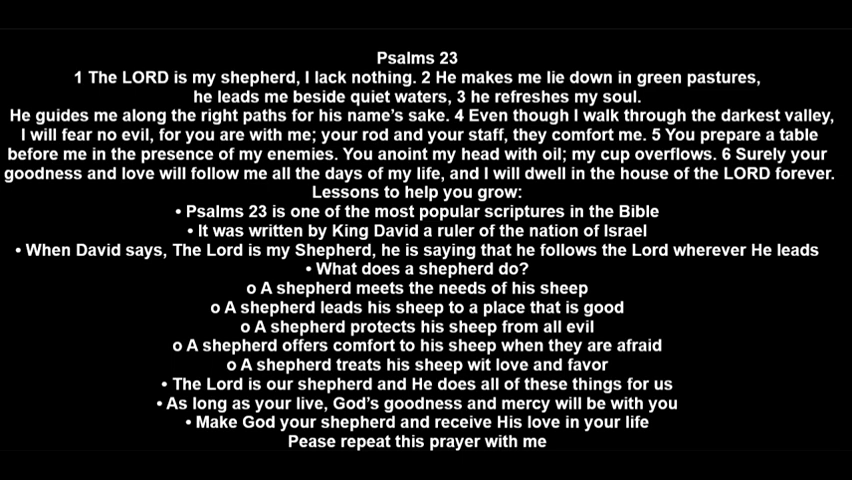 Psalms 23
1 The LORD is my shepherd, I lack nothing. 2 He makes me lie down in green pastures,
he leads me beside quiet waters, 3 he refreshes my soul.
He guides me along the right paths for his name's sake. 4 Even though I walk through the darkest valley,
I will fear no evil, for you are with me; your rod and your staff, they comfort me. 5 You prepare a table
before me in the presence of my enemies. You anoint my head with oil; my cup overflows. 6 Surely your
goodness and love will follow me all the days of my life, and I will dwell in the house of the LORD forever.
Lessons to help you grow:
• Psalms 23 is one of the most popular scriptures in the Bible
• It was written by King David a ruler of the nation of Israel
• When David says, The Lord is my Shepherd, he is saying that he follows the Lord wherever He leads
• What does a shepherd do?
o A shepherd meets the needs of his sheep
o A shepherd leads his sheep to a place that is good
o A shepherd protects his sheep from all evil
o A shepherd offers comfort to his sheep when they are afraid
o A shepherd treats his sheep wit love and favor
• The Lord is our shepherd and He does all of these things for us
• As long as your live, God's goodness and mercy will be with you
• Make God your shepherd and receive His love in your life
Pease repeat this prayer with me